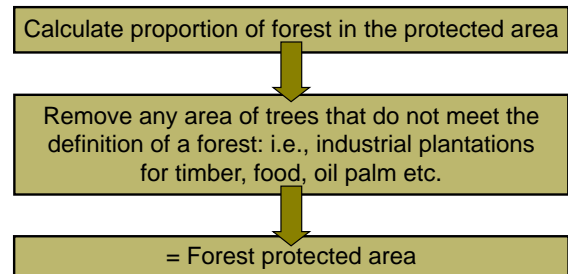 Calculate proportion of forest in the protected area
Remove any area of trees that do not meet the
definition of a forest: i.e., industrial plantations
for timber, food, oil palm etc.
= Forest protected area